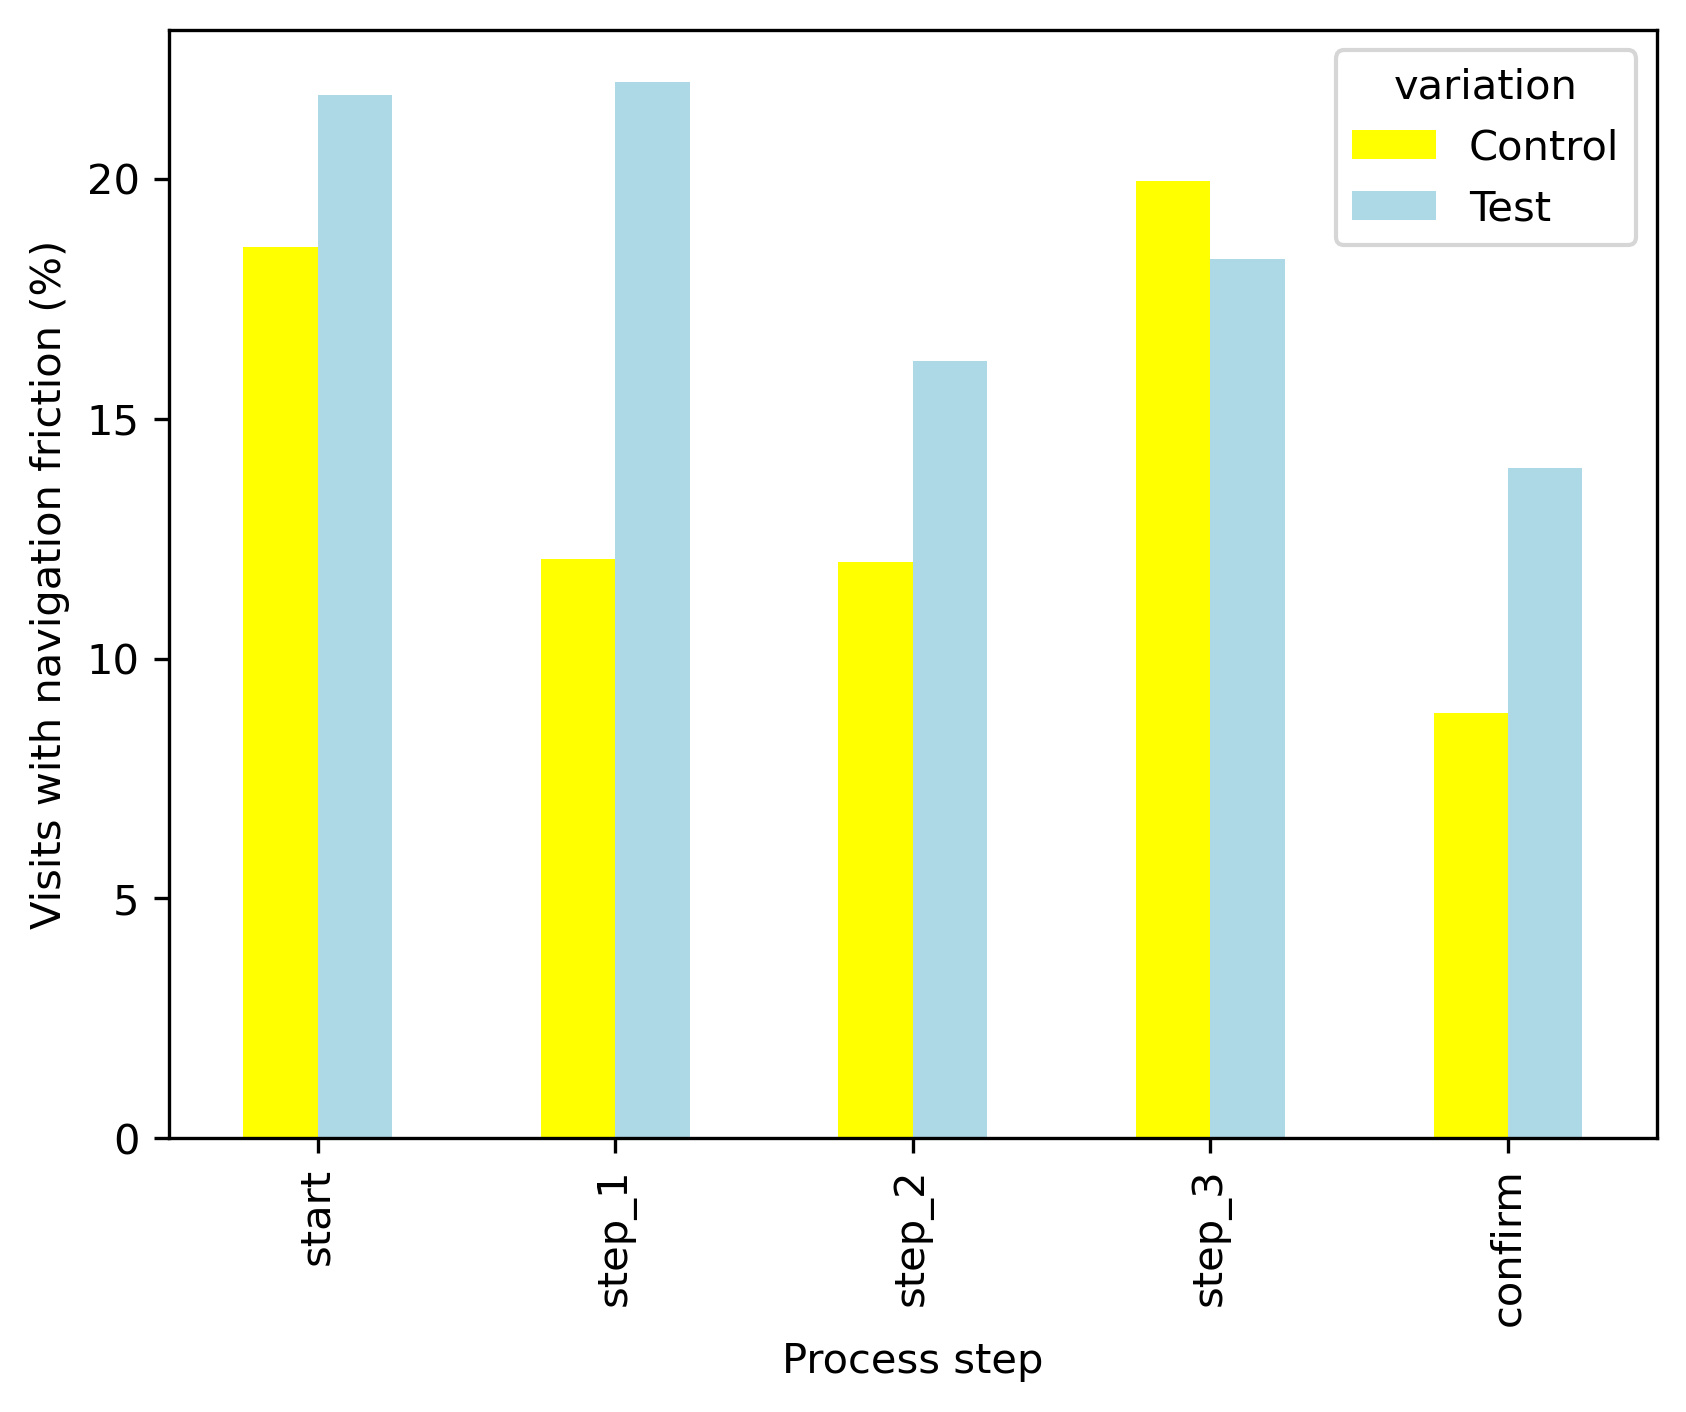 variation
Control
Test
Visits with navigation friction (%)
20
15
10
5
0
start
step_1
step_2
step_3
confirm
Process step